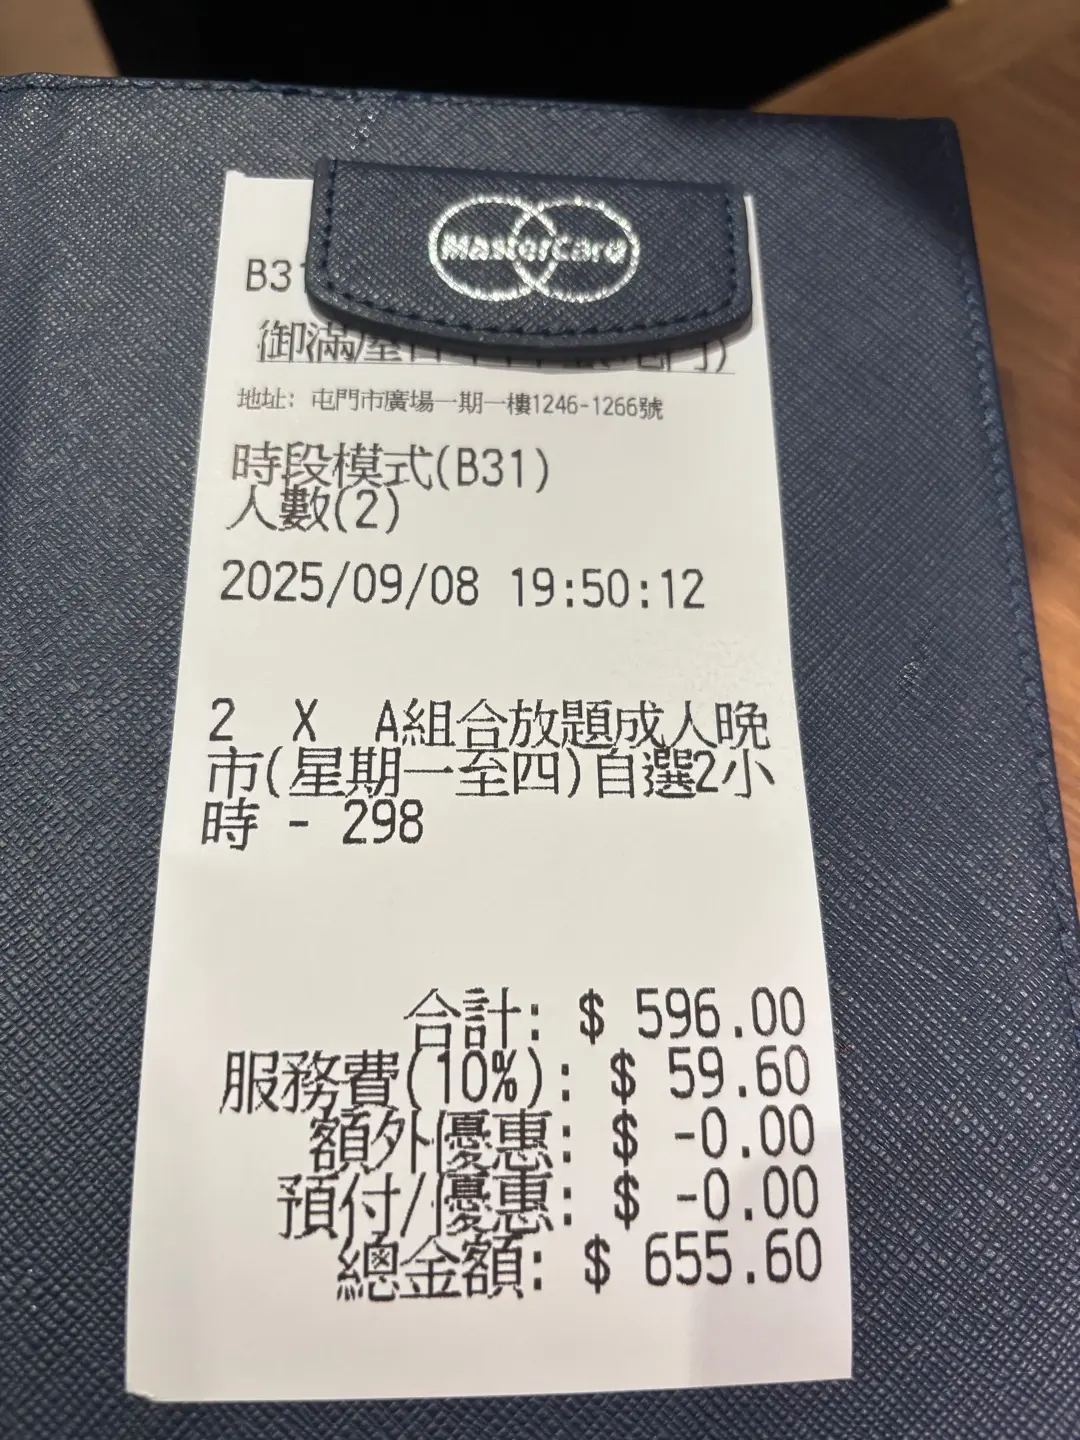 MasterCard
B31
御滿屋
地址: 屯門市廣場一期一樓1246-1266號
時段模式(B31)
人數(2)
2025/09/08 19:50:12
2 X A組合放題成人晚
市(星期一至四)自選2小
時 - 298
合計: $ 596.00
服務費(10%): $ 59.60
額外優惠: $ -0.00
預付/優惠: $ -0.00
總金額: $ 655.60